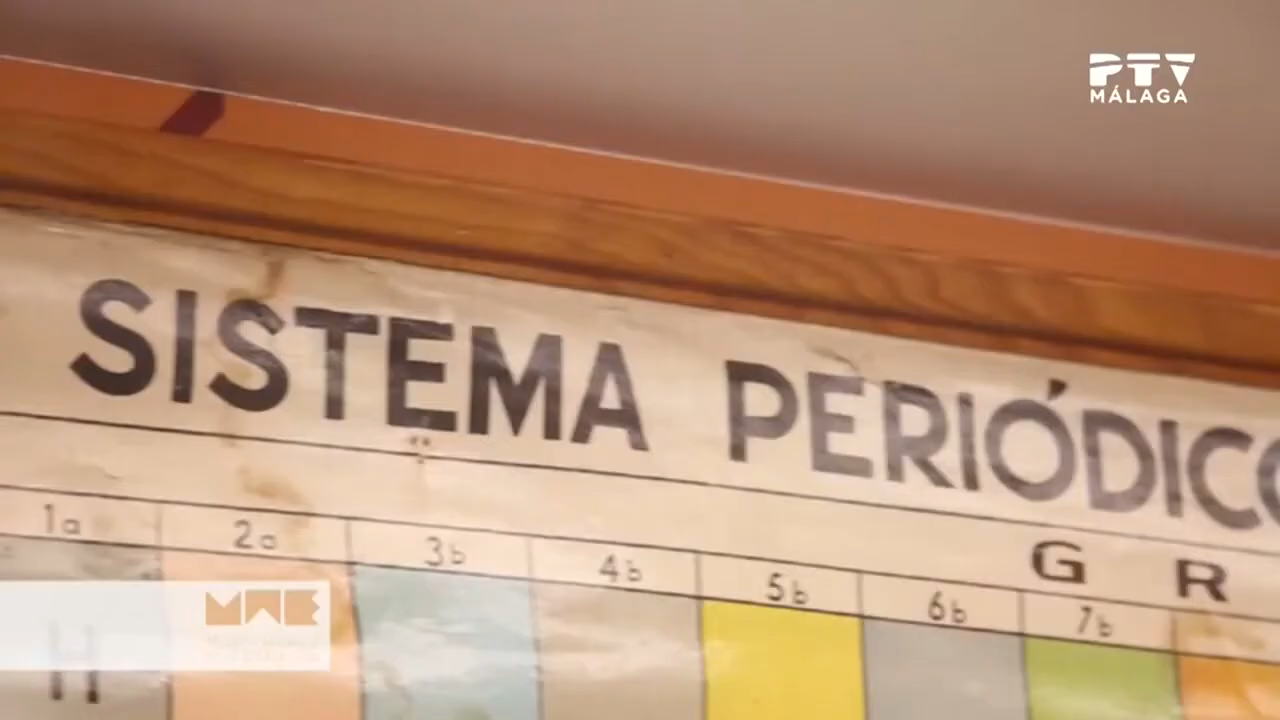 PTV
MÁLAGA
SISTEMA PERIÓDICO
G R
1a 2a 3b 4b 5b 6b 7b
H